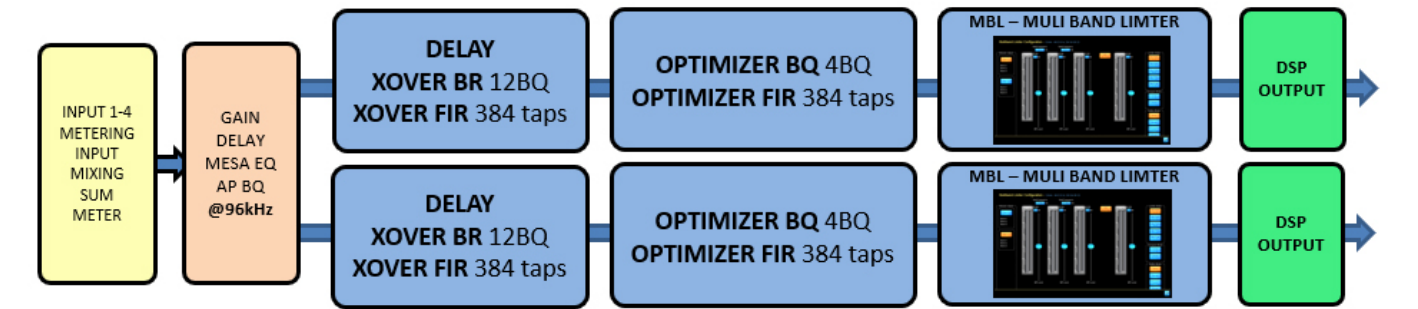 INPUT 1-4
METERING
INPUT
MIXING
SUM
METER
GAIN
DELAY
MESA EQ
AP BQ
@96kHz
DELAY
XOVER BR 12BQ
XOVER FIR 384 taps
OPTIMIZER BQ 4BQ
OPTIMIZER FIR 384 taps
MBL – MULI BAND LIMTER
DSP
OUTPUT
DELAY
XOVER BR 12BQ
XOVER FIR 384 taps
OPTIMIZER BQ 4BQ
OPTIMIZER FIR 384 taps
MBL – MULI BAND LIMTER
DSP
OUTPUT